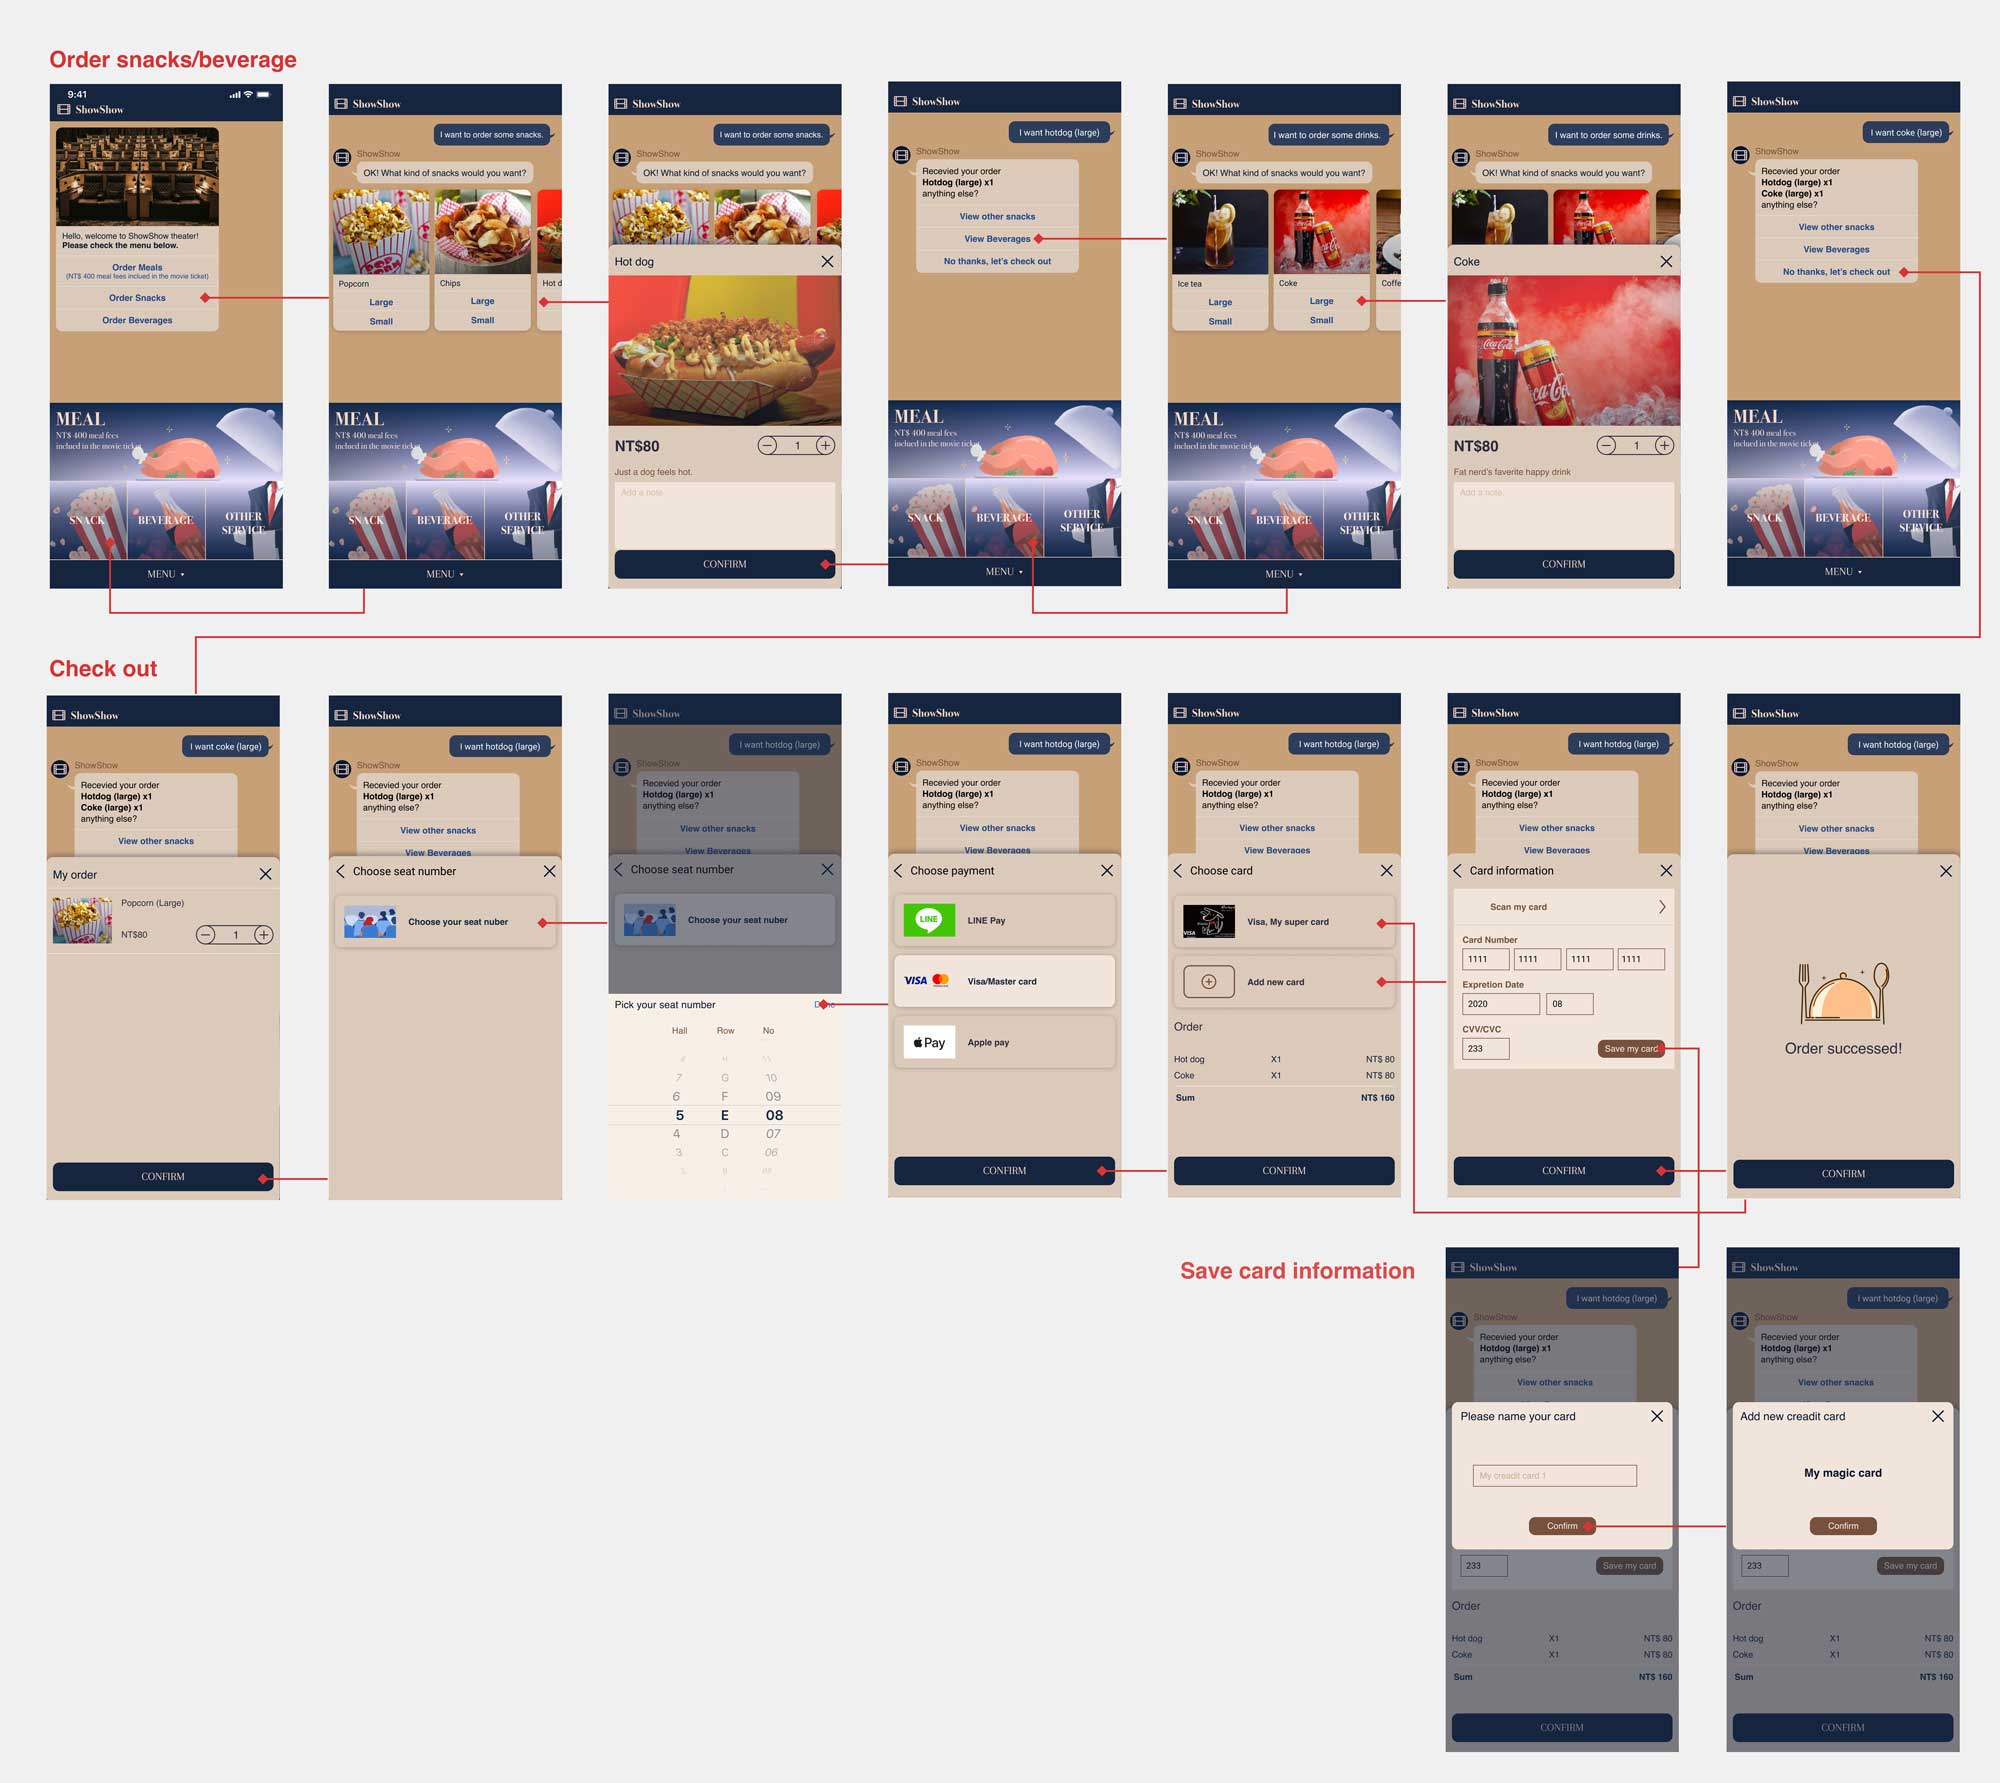 Order snacks/beverage
9:41
ShowShow
Hello, welcome to ShowShow theater!
Please check the menu below.
Order Meals
(NT$ 400 meal fees inclued in the movie ticket)
Order Snacks
Order Beverages
MEAL
NT$ 400 meal fees
inclued in the movie ticket
SNACK
BEVERAGE
OTHER
SERVICE
MENU
ShowShow
I want to order some snacks.
ShowShow
OK! What kind of snacks would you want?
Popcorn
Large
Small
Chips
Large
Small
Hot d
MEAL
NT$ 400 meal fees
inclued in the movie ticket
SNACK
BEVERAGE
OTHER
SERVICE
MENU
ShowShow
I want to order some snacks.
ShowShow
OK! What kind of snacks would you want?
Hot dog
NT$80
1
Just a dog feels hot.
Add a note.
CONFIRM
ShowShow
I want hotdog (large)
ShowShow
Recevied your order
Hotdog (large) x1
anything else?
View other snacks
View Beverages
No thanks, let's check out
MEAL
NT$ 400 meal fees
inclued in the movie ticket
SNACK
BEVERAGE
OTHER
SERVICE
MENU
ShowShow
I want to order some drinks.
ShowShow
OK! What kind of snacks would you want?
Ice tea
Large
Small
Coke
Large
Small
Coffe
MEAL
NT$ 400 meal fees
inclued in the movie ticket
SNACK
BEVERAGE
OTHER
SERVICE
MENU
ShowShow
I want to order some drinks.
ShowShow
OK! What kind of snacks would you want?
Coke
Coca-Cola
NT$80
1
Fat nerd's faverite happy drink
Add a note.
CONFIRM
ShowShow
I want coke (large)
ShowShow
Recevied your order
Hotdog (large) x1
Coke (large) x1
anything else?
View other snacks
View Beverages
No thanks, let's check out
MEAL
NT$ 400 meal fees
inclued in the movie ticket
SNACK
BEVERAGE
OTHER
SERVICE
MENU
Check out
ShowShow
I want coke (large)
ShowShow
Recevied your order
Hotdog (large) x1
Coke (large) x1
anything else?
View other snacks
My order
Popcorn (Large)
NT$80
1
CONFIRM
ShowShow
I want hotdog (large)
ShowShow
Recevied your order
Hotdog (large) x1
anything else?
View other snacks
View Beverages
Choose seat number
Choose your seat nuber
ShowShow
I want hotdog (large)
ShowShow
Recevied your order
Hotdog (large) x1
anything else?
View other snacks
View Beverages
Choose seat number
Choose your seat nuber
Pick your seat number
Hall Row No
7 G 10
6 F 09
5 E 08
4 D 07
3 C 06
ShowShow
I want hotdog (large)
ShowShow
Recevied your order
Hotdog (large) x1
anything else?
View other snacks
View Beverages
Choose payment
LINE
LINE Pay
VISA
Visa/Master card
Pay
Apple pay
CONFIRM
ShowShow
I want hotdog (large)
ShowShow
Recevied your order
Hotdog (large) x1
anything else?
View other snacks
View Beverages
Choose card
VISA
Visa, My super card
Add new card
Order
Hot dog X1 NT$ 80
Coke X1 NT$ 80
Sum NT$ 160
CONFIRM
ShowShow
I want hotdog (large)
ShowShow
Recevied your order
Hotdog (large) x1
anything else?
View other snacks
View Beverages
Card information
Scan my card
Card Number
1111 1111 1111 1111
Expretion Date
2020 08
CVV/CVC
233
Save my card
CONFIRM
ShowShow
I want hotdog (large)
ShowShow
Recevied your order
Hotdog (large) x1
anything else?
View other snacks
View Beverages
Order successed!
CONFIRM
Save card information
ShowShow
I want hotdog (large)
ShowShow
Recevied your order
Hotdog (large) x1
anything else?
View other snacks
Please name your card
My creadit card 1
Confirm
233
Save my card
Order
Hot dog X1 NT$ 80
Coke X1 NT$ 80
Sum NT$ 160
CONFIRM
ShowShow
I want hotdog (large)
ShowShow
Recevied your order
Hotdog (large) x1
anything else?
View other snacks
Add new creadit card
My magic card
Confirm
233
Save my card
Order
Hot dog X1 NT$ 80
Coke X1 NT$ 80
Sum NT$ 160
CONFIRM